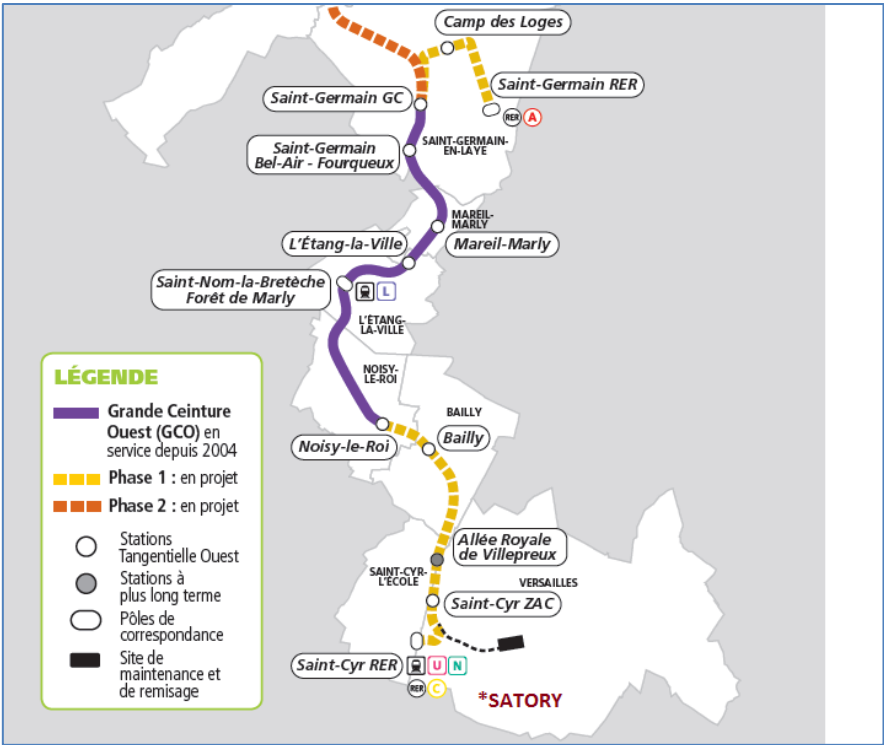 Camp des Loges
Saint-Germain RER
RER A
Saint-Germain GC
SAINT-GERMAIN-
EN-LAYE
Saint-Germain
Bel-Air - Fourqueux
MAREIL-
MARLY
Mareil-Marly
L'Étang-la-Ville
Saint-Nom-la-Bretèche
Forêt de Marly
L
L'ÉTANG-
LA-VILLE
NOISY-
LE-ROI
BAILLY
Noisy-le-Roi
Bailly
Allée Royale
de Villepreux
SAINT-CYR-
L'ÉCOLE
VERSAILLES
Saint-Cyr ZAC
Saint-Cyr RER
U N
RER C
*SATORY
LÉGENDE
Grande Ceinture
Ouest (GCO) en
service depuis 2004
Phase 1 : en projet
Phase 2 : en projet
Stations
Tangentielle Ouest
Stations à
plus long terme
Pôles de
correspondance
Site de
maintenance et
de remisage